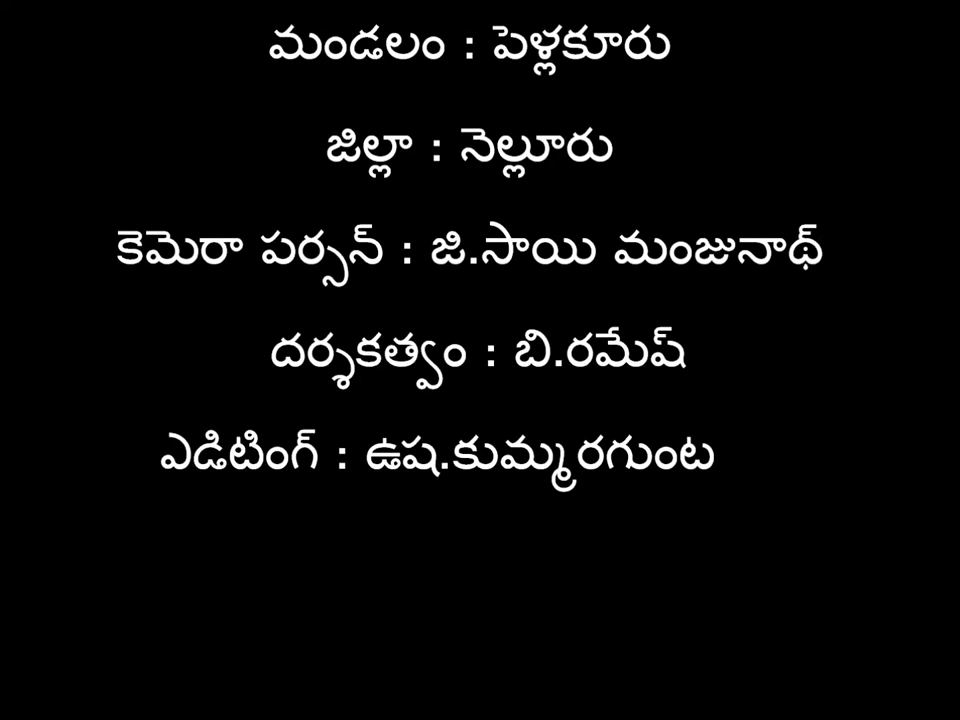 మండలం : పెళ్లకూరు
జిల్లా : నెల్లూరు
కెమెరా పర్సన్ : జి.సాయి మంజునాథ్
దర్శకత్వం : బి.రమేష్
ఎడిటింగ్ : ఉష.కుమ్మరగుంట